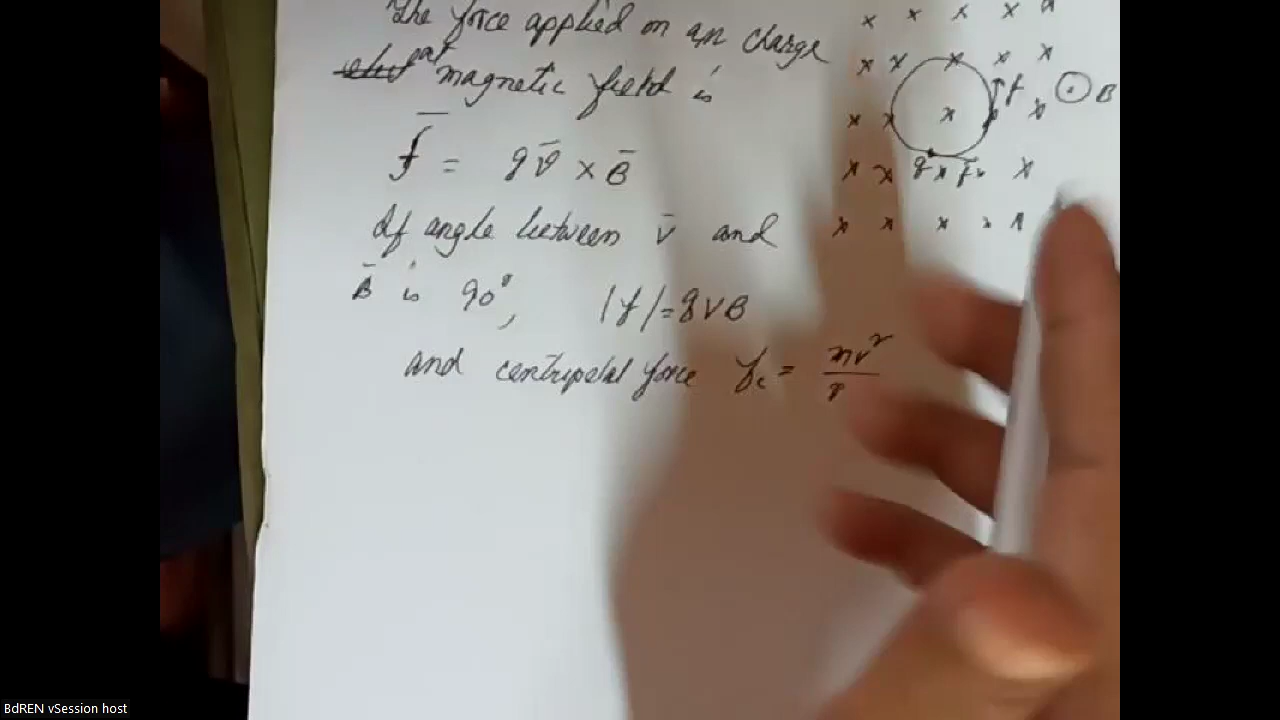 The force applied on an charge
at magnetic field is
f̄ = qv̄ × B̄
If angle between v̄ and
B̄ is 90°, |f| = qVB
and centripetal force f_c = mv²/r
x x x x
x x x x x f B
x x x x
x x q x x
x x x x x
BdREN vSession host